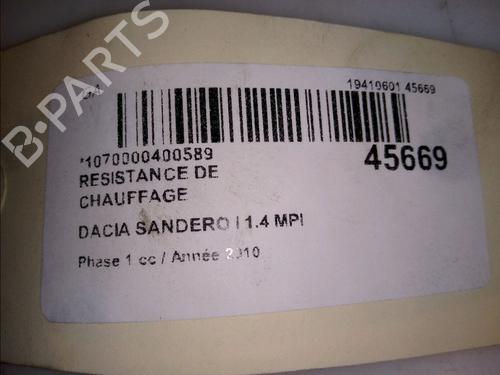 19410601 45669
*1070000400589
45669
RESISTANCE DE
CHAUFFAGE
DACIA SANDERO I 1.4 MPI
Phase 1 cc / Année 2010
B-PARTS